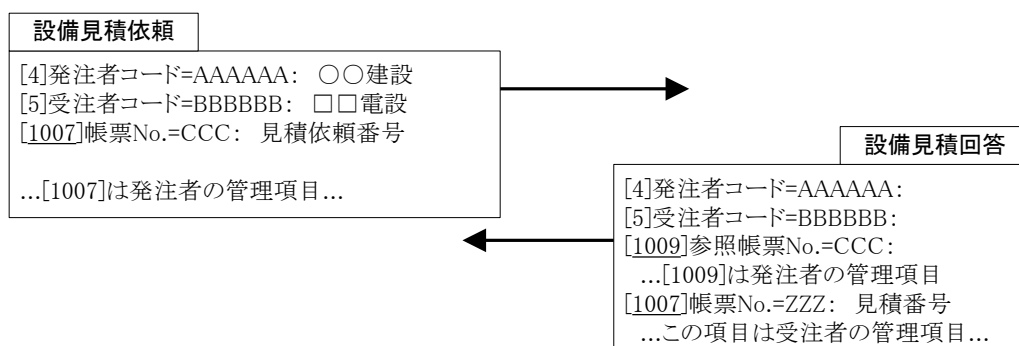 設備見積依頼
[4]発注者コード=AAAAAA: ○○建設
[5]受注者コード=BBBBBB: □□電設
[1007]帳票No.=CCC: 見積依頼番号
...[1007]は発注者の管理項目...
設備見積回答
[4]発注者コード=AAAAAA:
[5]受注者コード=BBBBBB:
[1009]参照帳票No.=CCC:
...[1009]は発注者の管理項目
[1007]帳票No.=ZZZ: 見積番号
...この項目は受注者の管理項目...